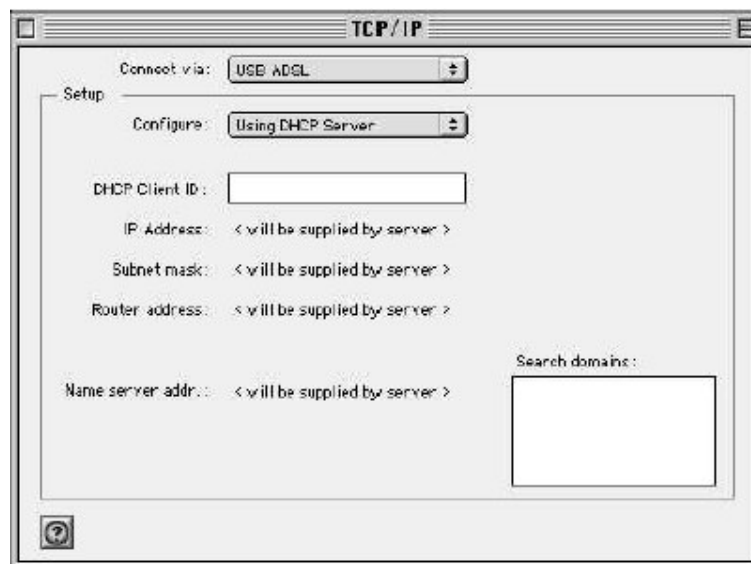 TCP/IP
Connect via: USB ADSL
Setup
Configure: Using DHCP Server
DHCP Client ID:
IP Address: < will be supplied by server >
Subnet mask: < will be supplied by server >
Router address: < will be supplied by server >
Search domains:
Name server addr.: < will be supplied by server >
?